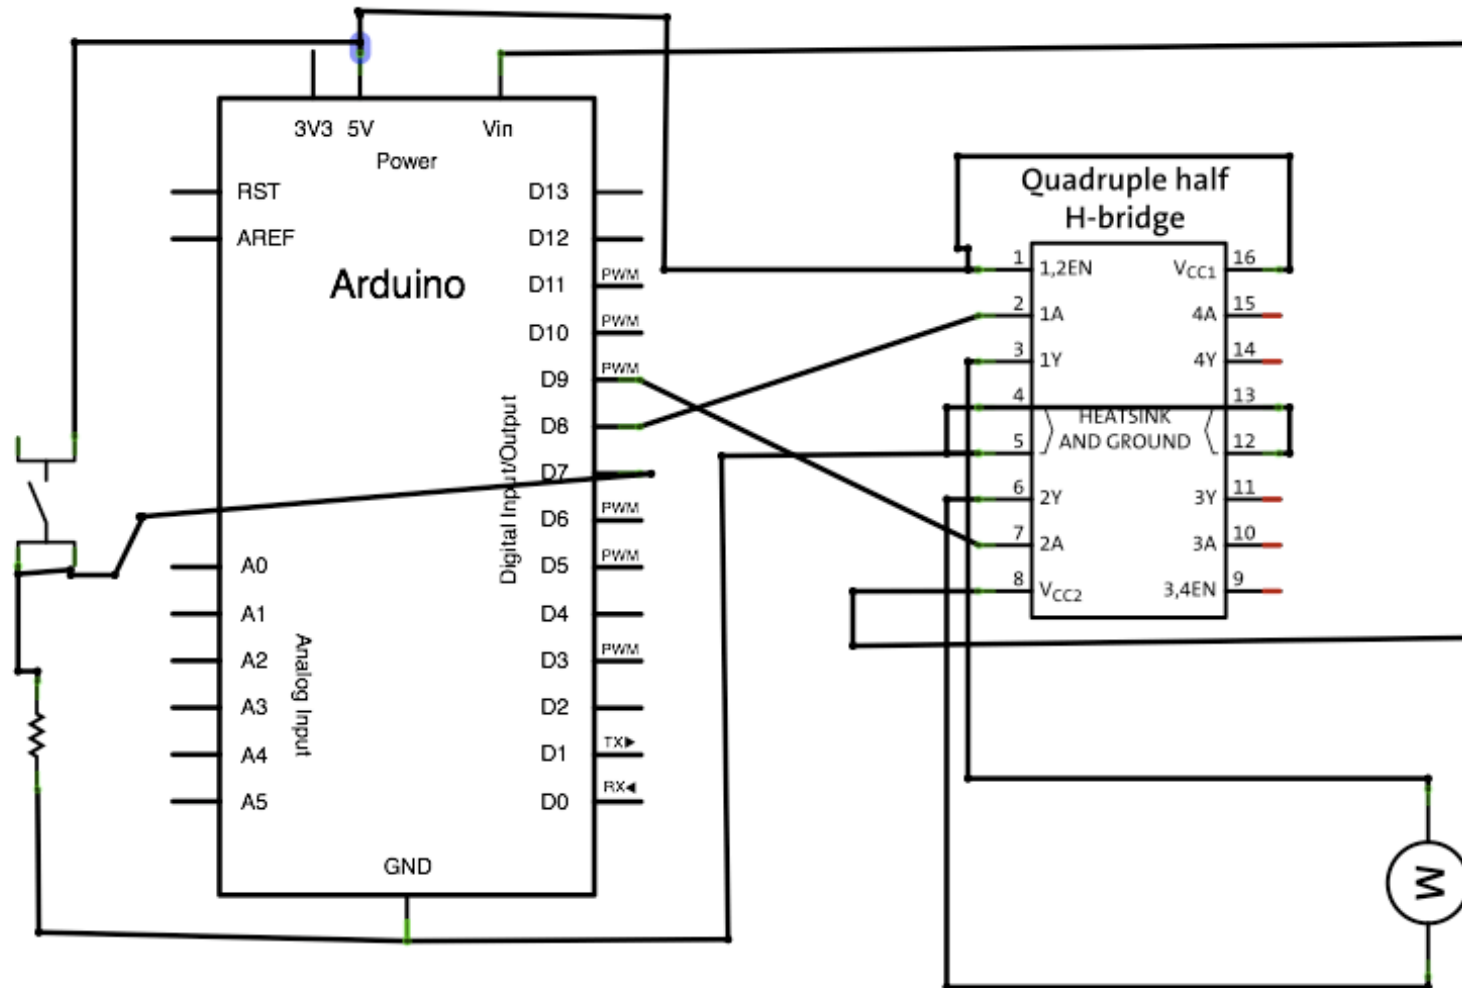 3V3 5V Vin
Power
RST
AREF
Arduino
D13
D12
PWM
D11
PWM
D10
PWM
D9
D8
D7
PWM
D6
PWM
D5
D4
PWM
D3
D2
TX▶
D1
RX◀
D0
Digital Input/Output
A0
A1
A2
A3
A4
A5
Analog Input
GND
Quadruple half
H-bridge
1 1,2EN VCC1 16
2 1A 4A 15
3 1Y 4Y 14
4 13
HEATSINK
AND GROUND
5 12
6 2Y 3Y 11
7 2A 3A 10
8 VCC2 3,4EN 9
M